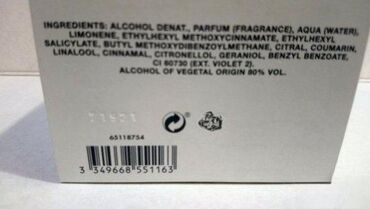 INGREDIENTS: ALCOHOL DENAT., PARFUM (FRAGRANCE), AQUA (WATER),
LIMONENE, ETHYLHEXYL METHOXYCINNAMATE, ETHYLHEXYL
SALICYLATE, BUTYL METHOXYDIBENZOYLMETHANE, CITRAL, COUMARIN,
LINALOOL, CINNAMAL, CITRONELLOL, GERANIOL, BENZYL BENZOATE,
CI 60730 (EXT. VIOLET 2).
ALCOHOL OF VEGETAL ORIGIN 80% VOL.
65118754
3 349668 551163